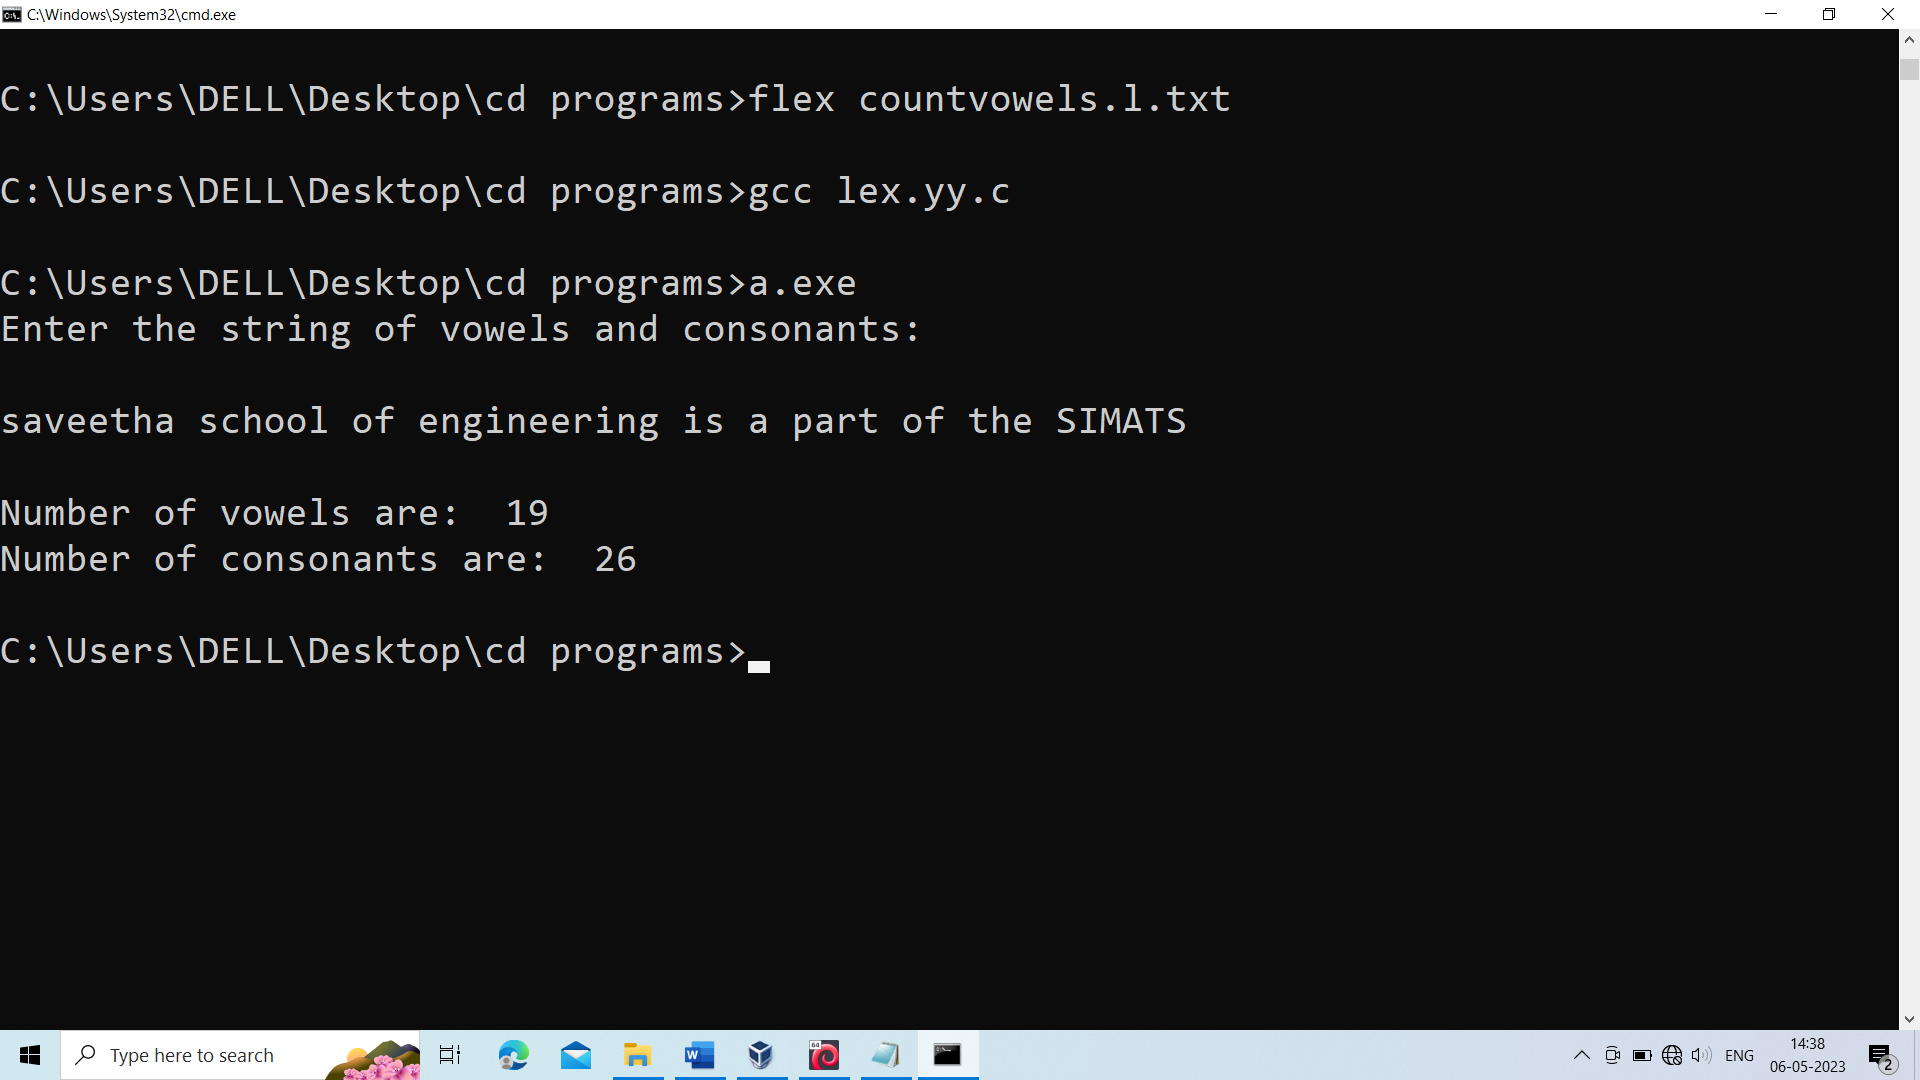 C:\Windows\System32\cmd.exe
C:\Users\DELL\Desktop\cd programs>flex countvowels.l.txt
C:\Users\DELL\Desktop\cd programs>gcc lex.yy.c
C:\Users\DELL\Desktop\cd programs>a.exe
Enter the string of vowels and consonants:
saveetha school of engineering is a part of the SIMATS
Number of vowels are:  19
Number of consonants are:  26
C:\Users\DELL\Desktop\cd programs>
Type here to search
64
ENG
14:38
06-05-2023
2